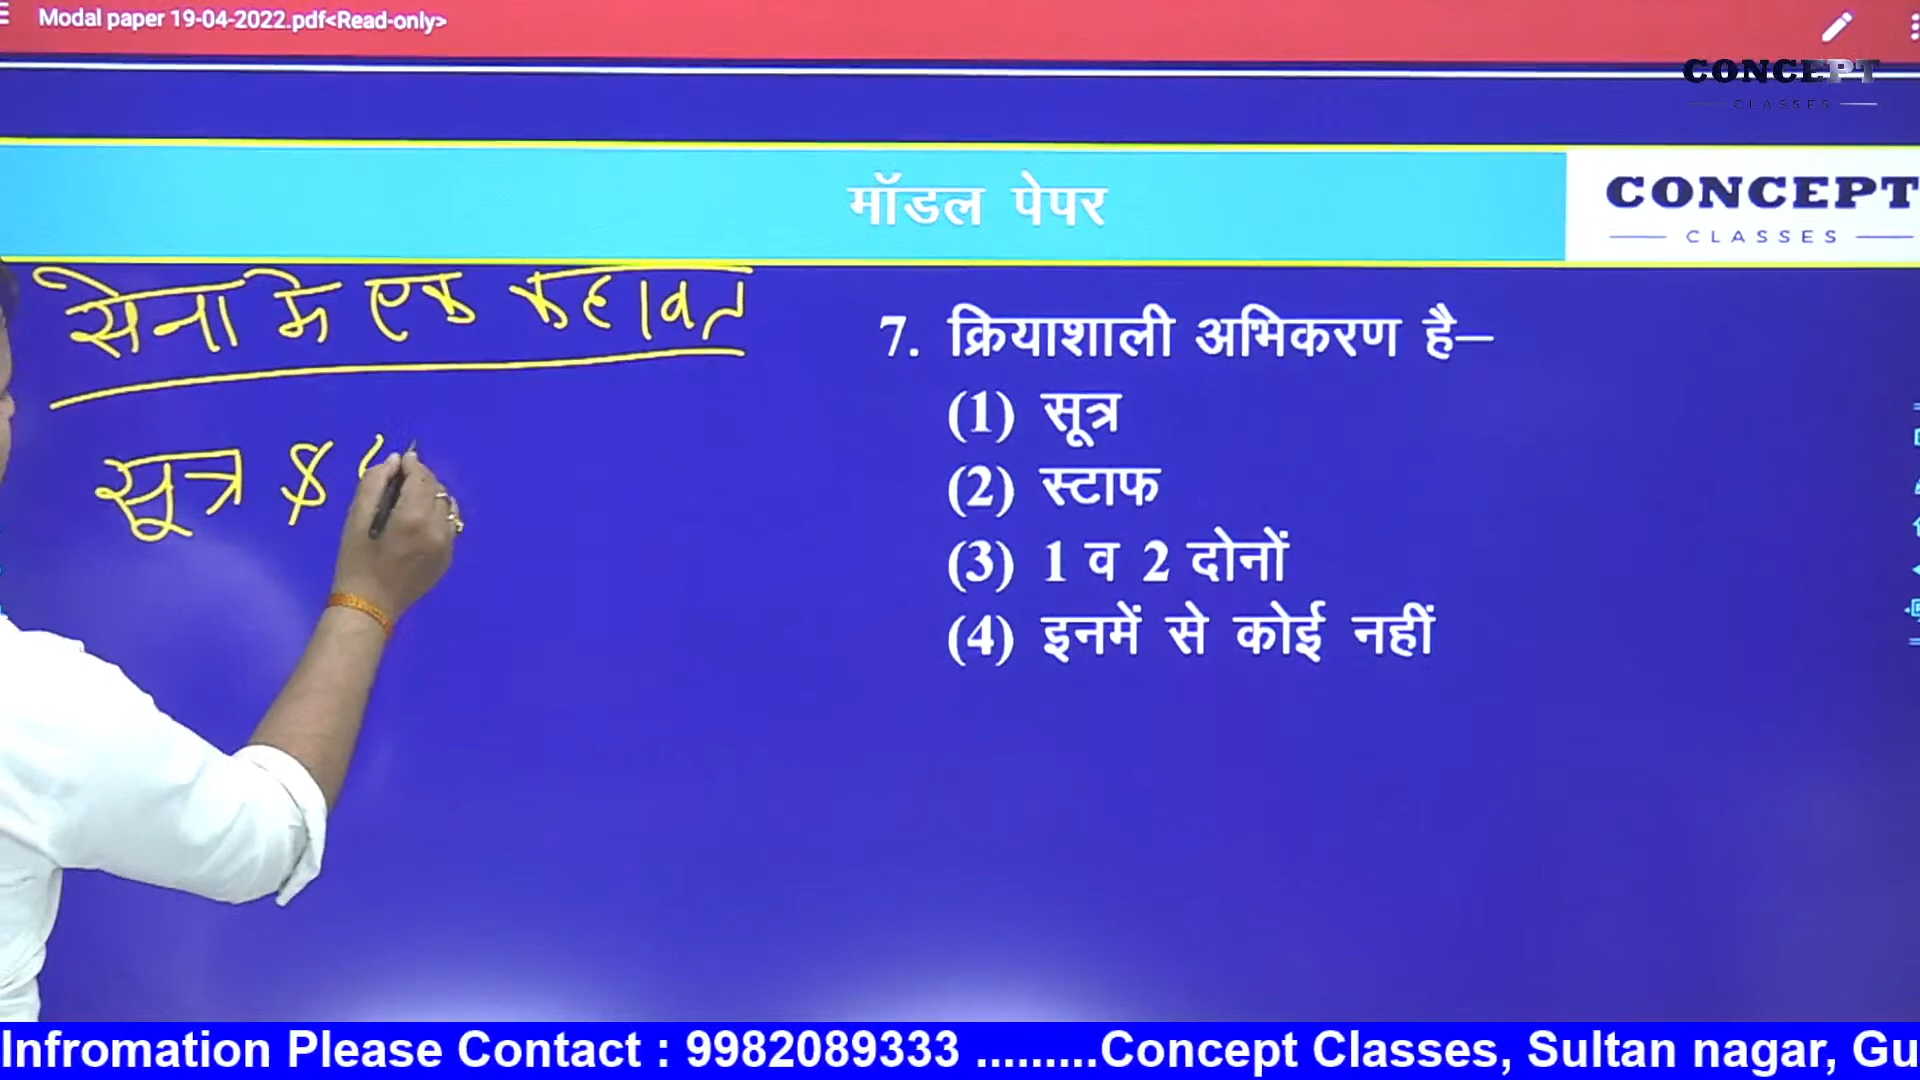 Modal paper 19-04-2022.pdf<Read-only>
CONCEPT
CLASSES
मॉडल पेपर
CONCEPT
CLASSES
सेना मे एक कहावत
सूत्र $
7. क्रियाशाली अभिकरण है–
(1) सूत्र
(2) स्टाफ
(3) 1 व 2 दोनों
(4) इनमें से कोई नहीं
Infromation Please Contact : 9982089333 .........Concept Classes, Sultan nagar, Gu